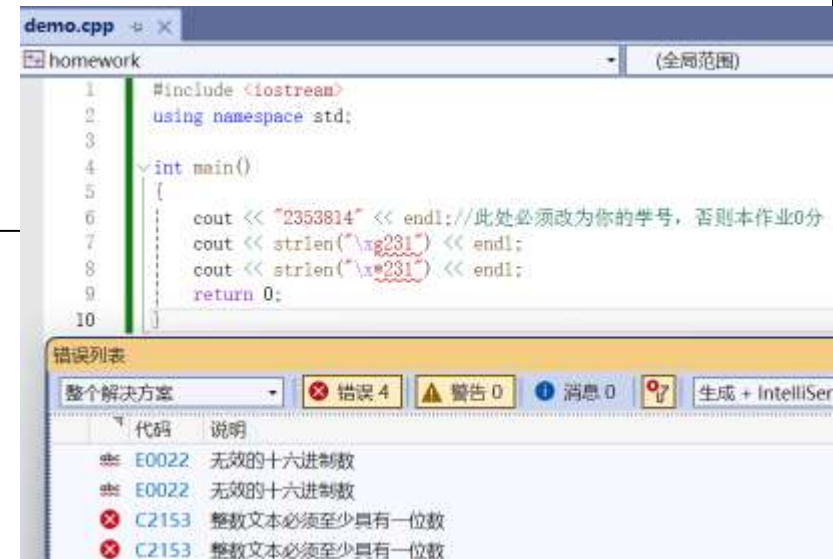 demo.cpp
homework (全局范围)
1 #include <iostream>
2 using namespace std;
3
4 int main()
5 {
6 cout << "2353814" << endl;//此处必须改为你的学号，否则本作业0分
7 cout << strlen("\xg231") << endl;
8 cout << strlen("\x*231") << endl;
9 return 0;
10 }
错误列表
整个解决方案 错误 4 警告 0 消息 0 生成 + IntelliSen
代码 说明
abc E0022 无效的十六进制数
abc E0022 无效的十六进制数
C2153 整数文本必须至少具有一位数
C2153 整数文本必须至少具有一位数